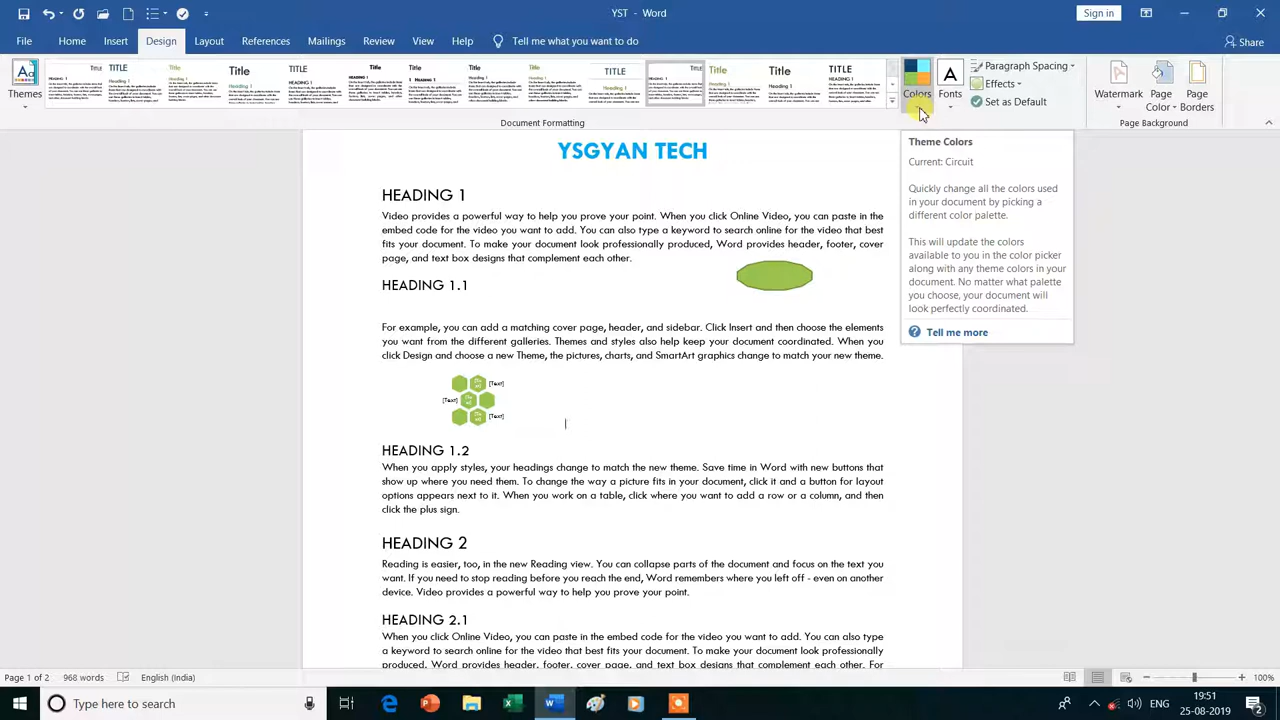 YST - Word
Sign in
File Home Insert Design Layout References Mailings Review View Help Tell me what you want to do
Share
Colors
Fonts
Paragraph Spacing
Effects
Set as Default
Watermark
Page Color
Page Borders
Document Formatting
Page Background
Theme Colors
Current: Circuit
Quickly change all the colors used
in your document by picking a
different color palette.
This will update the colors
available to you in the color picker
along with any theme colors in your
document. No matter what palette
you choose, your document will
look perfectly coordinated.
Tell me more
YSGYAN TECH
HEADING 1
Video provides a powerful way to help you prove your point. When you click Online Video, you can paste in the
embed code for the video you want to add. You can also type a keyword to search online for the video that best
fits your document. To make your document look professionally produced, Word provides header, footer, cover
page, and text box designs that complement each other.
HEADING 1.1
For example, you can add a matching cover page, header, and sidebar. Click Insert and then choose the elements
you want from the different galleries. Themes and styles also help keep your document coordinated. When you
click Design and choose a new Theme, the pictures, charts, and SmartArt graphics change to match your new theme.
[Text]
[Text]
[Text]
HEADING 1.2
When you apply styles, your headings change to match the new theme. Save time in Word with new buttons that
show up where you need them. To change the way a picture fits in your document, click it and a button for layout
options appears next to it. When you work on a table, click where you want to add a row or a column, and then
click the plus sign.
HEADING 2
Reading is easier, too, in the new Reading view. You can collapse parts of the document and focus on the text you
want. If you need to stop reading before you reach the end, Word remembers where you left off - even on another
device. Video provides a powerful way to help you prove your point.
HEADING 2.1
When you click Online Video, you can paste in the embed code for the video you want to add. You can also type
a keyword to search online for the video that best fits your document. To make your document look professionally
produced, Word provides header, footer, cover page, and text box designs that complement each other. For
Page 1 of 2 968 words English (India)
100%
Type here to search
ENG
19:51
25-08-2019